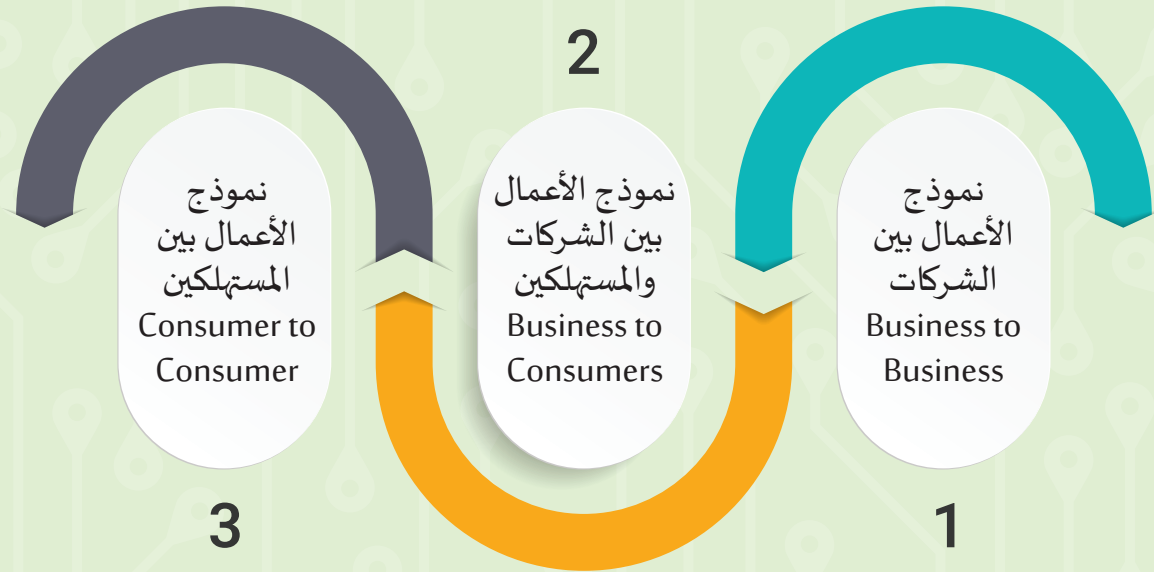 1
نموذج
الأعمال بين
الشركات
Business to
Business
2
نموذج الأعمال
بين الشركات
والمستهلكين
Business to
Consumers
3
نموذج
الأعمال بين
المستهلكين
Consumer to
Consumer